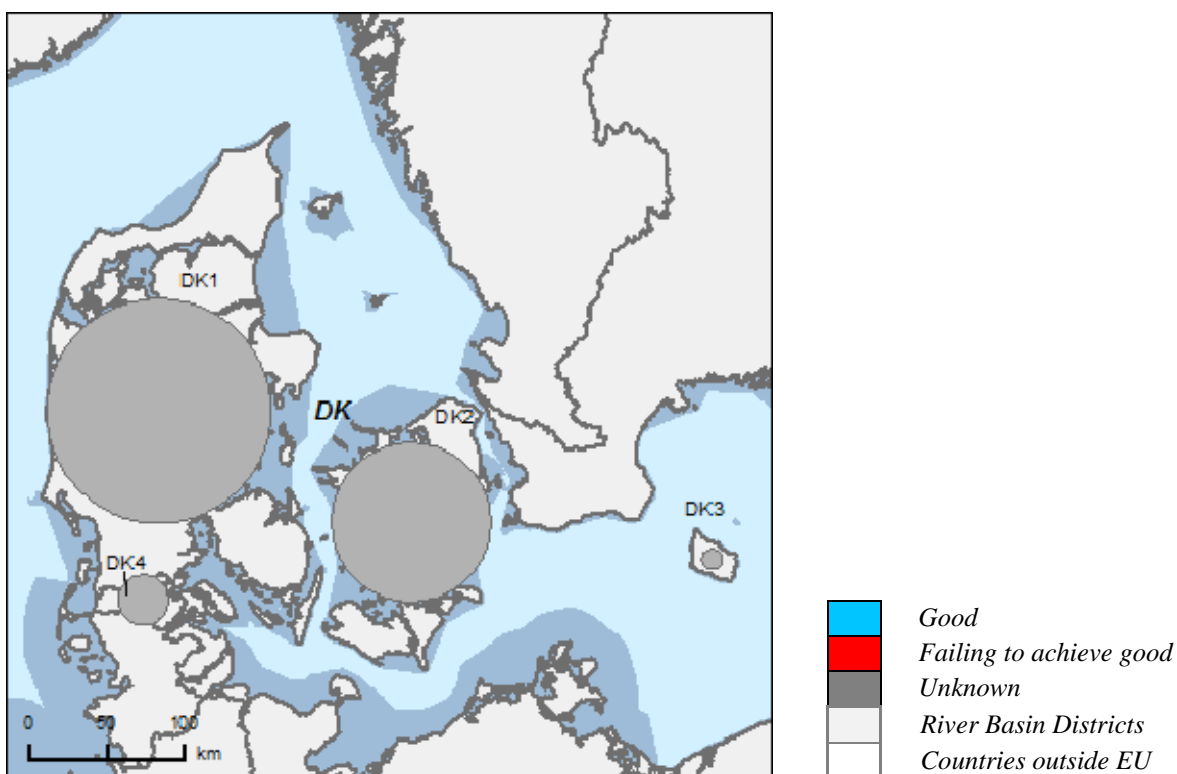 DK1
DK
DK2
DK3
DK4
0 50 100
km
Good
Failing to achieve good
Unknown
River Basin Districts
Countries outside EU